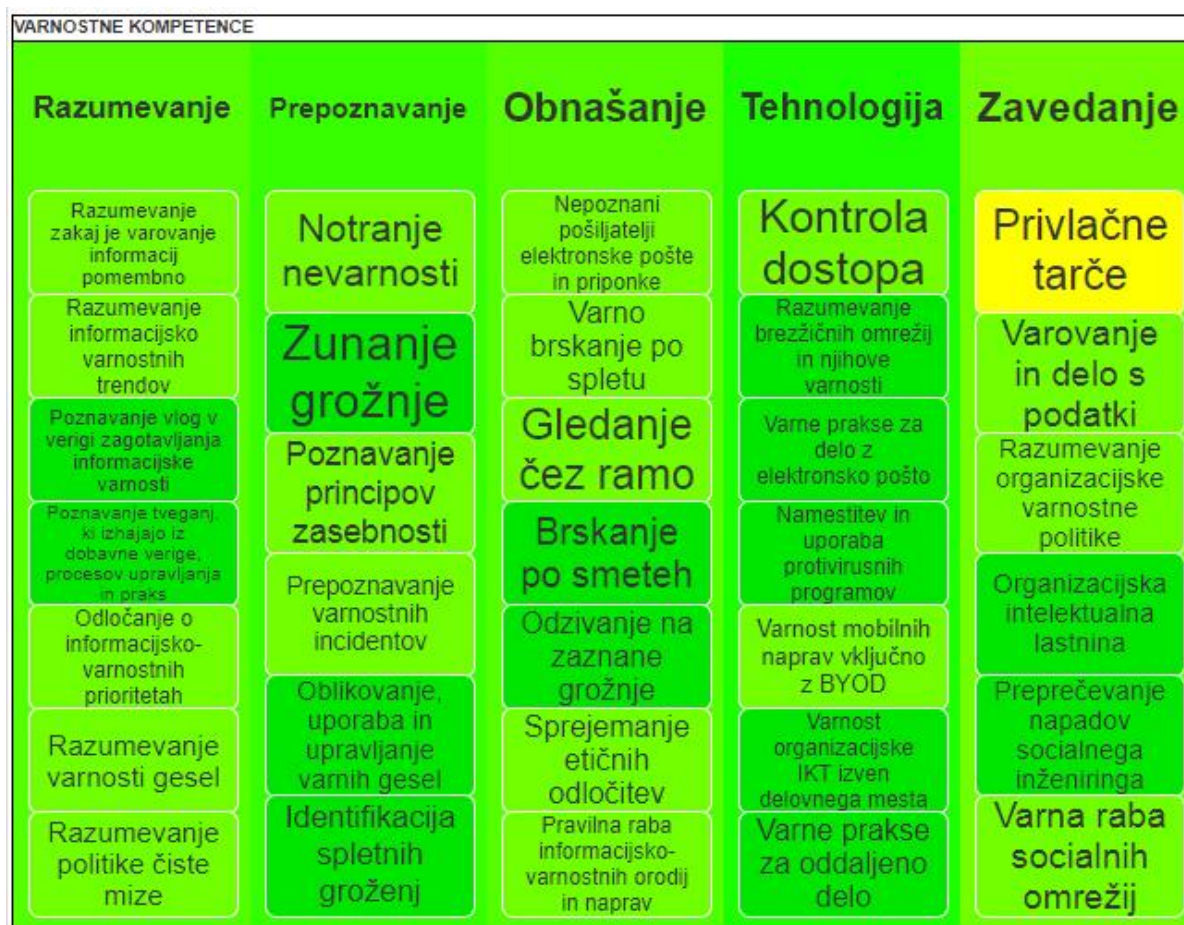 VARNOSTNE KOMPETENCE
Razumevanje
Razumevanje
zakaj je varovanje
informacij
pomembno
Razumevanje
informacijsko
varnostnih
trendov
Poznavanje vlog v
verigi zagotavljanja
informacijske
varnosti
Poznavanje tveganj,
ki izhajajo iz
dobavne verige,
procesov upravljanja
in praks
Odločanje o
informacijsko-
varnostnih
prioritetah
Razumevanje
varnosti gesel
Razumevanje
politike čiste
mize
Prepoznavanje
Notranje
nevarnosti
Zunanje
grožnje
Poznavanje
principov
zasebnosti
Prepoznavanje
varnostnih
incidentov
Oblikovanje,
uporaba in
upravljanje
varnih gesel
Identifikacija
spletnih
groženj
Obnašanje
Nepoznani
pošiljatelji
elektronske pošte
in priponke
Varno
brskanje po
spletu
Gledanje
čez ramo
Brskanje
po smeteh
Odzivanje na
zaznane
grožnje
Sprejemanje
etičnih
odločitev
Pravilna raba
informacijsko-
varnostnih orodij
in naprav
Tehnologija
Kontrola
dostopa
Razumevanje
brezžičnih omrežij
in njihove
varnosti
Varne prakse za
delo z
elektronsko pošto
Namestitev in
uporaba
protivirusnih
programov
Varnost mobilnih
naprav vključno
z BYOD
Varnost
organizacijske
IKT izven
delovnega mesta
Varne prakse
za oddaljeno
delo
Zavedanje
Privlačne
tarče
Varovanje
in delo s
podatki
Razumevanje
organizacijske
varnostne
politike
Organizacijska
intelektualna
lastnina
Preprečevanje
napadov
socialnega
inženiringa
Varna raba
socialnih
omrežij